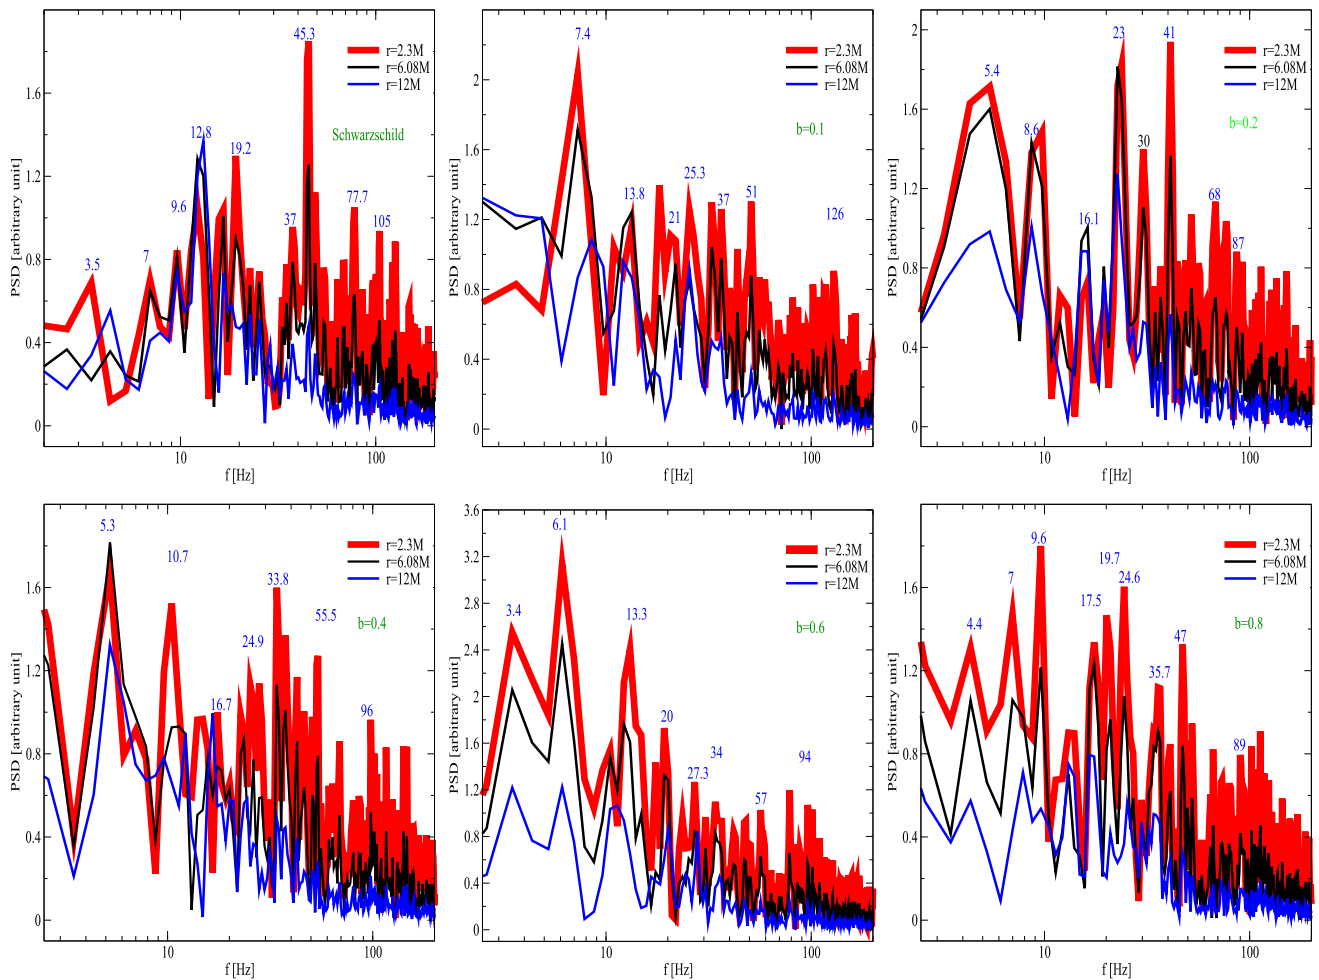 10 100
45.3
r=2.3M
r=6.08M
r=12M
Schwarzschild
12.8
19.2
9.6
77.7
37
105
7
3.5
1.6
1.2
0.8
0.4
0
PSD [arbitrary unit]
10 100
f [Hz]
7.4
r=2.3M
r=6.08M
r=12M
b=0.1
25.3
13.8
37
51
21
126
2
1.6
1.2
0.8
0.4
0
PSD [arbitrary unit]
10 100
f [Hz]
23
41
r=2.3M
r=6.08M
r=12M
5.4
b=0.2
8.6
30
16.1
68
87
2
1.6
1.2
0.8
0.4
0
PSD [arbitrary unit]
10 100
f [Hz]
5.3
10.7
r=2.3M
r=6.08M
r=12M
33.8
55.5
b=0.4
24.9
16.7
96
1.6
1.2
0.8
0.4
0
PSD [arbitrary unit]
10 100
f [Hz]
6.1
r=2.3M
r=6.08M
r=12M
3.4
13.3
b=0.6
20
34
27.3
94
57
3.6
3.2
2.8
2.4
2
1.6
1.2
0.8
0.4
0
PSD [arbitrary unit]
10 100
f [Hz]
9.6
19.7
r=2.3M
r=6.08M
r=12M
7
24.6
17.5
4.4
b=0.8
47
35.7
89
1.6
1.2
0.8
0.4
0
PSD [arbitrary unit]
10 100
f [Hz]